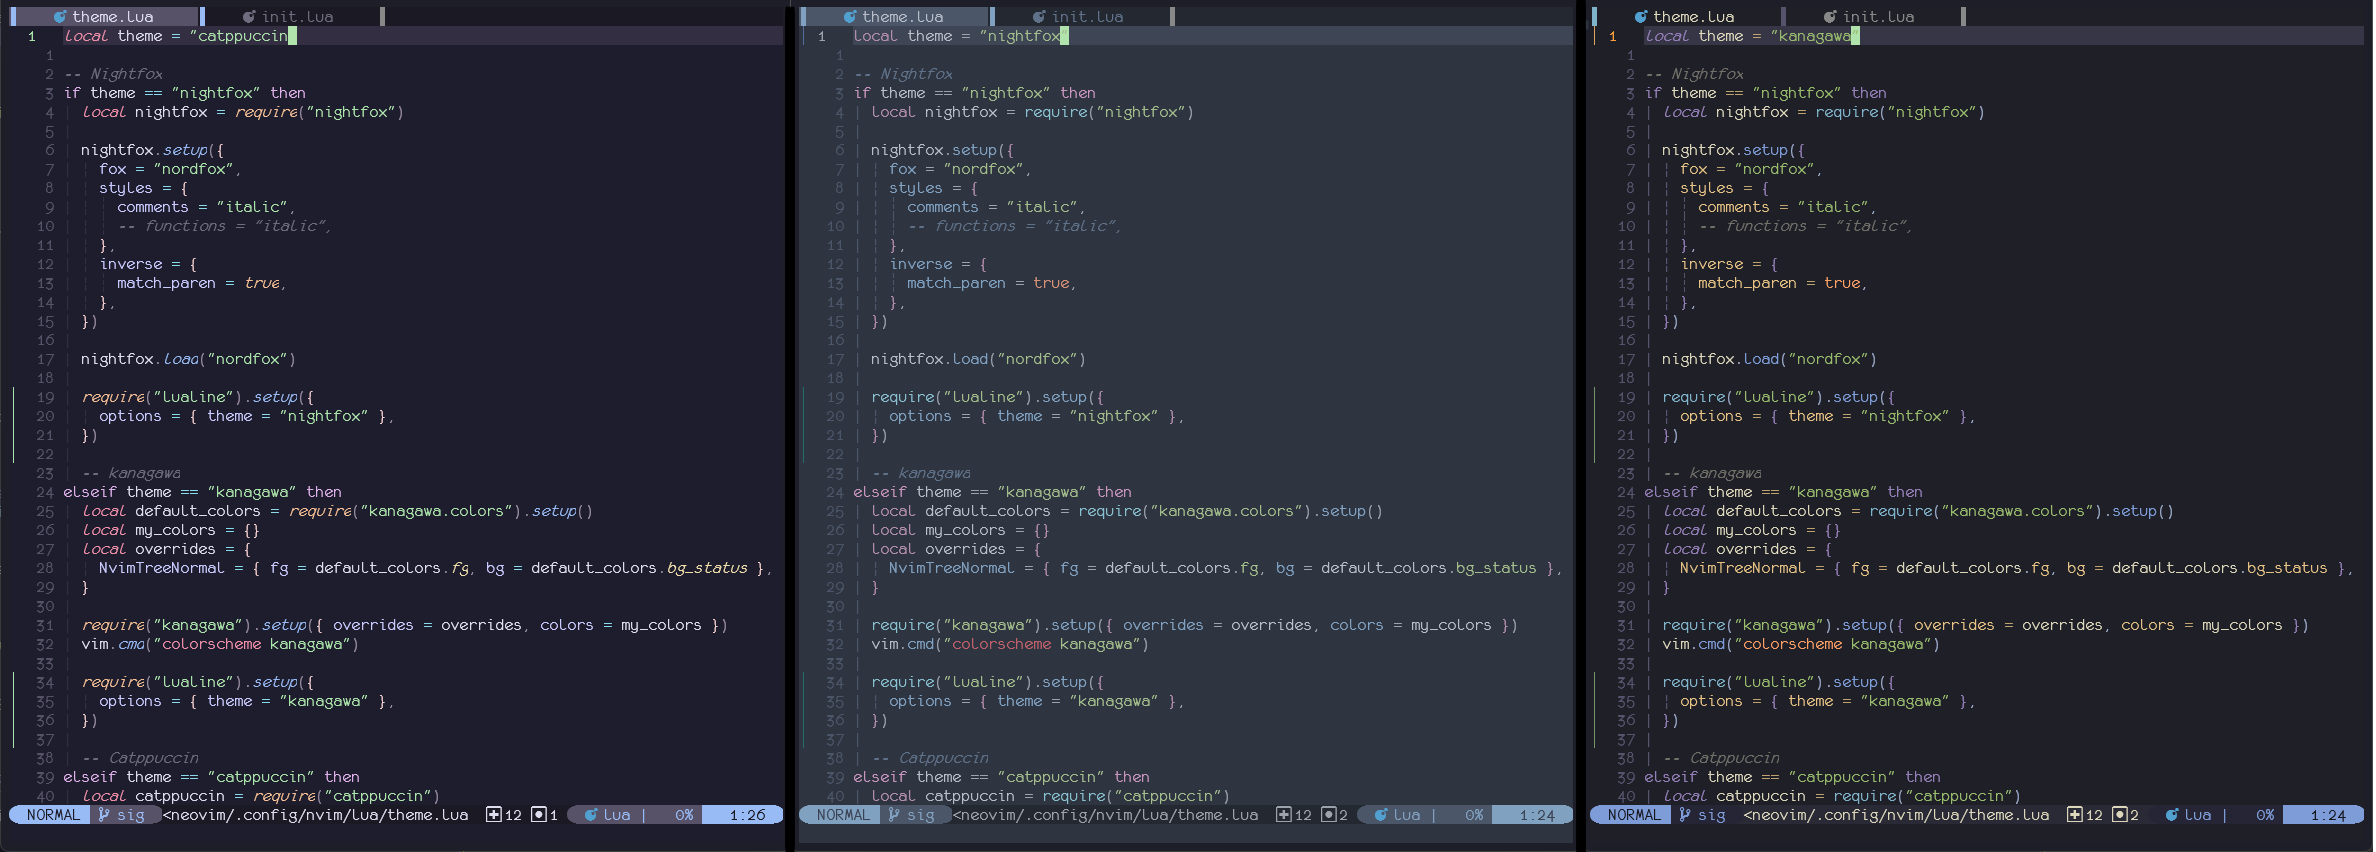 theme.lua init.lua
1 local theme = "catppuccin
1
2 -- Nightfox
3 if theme == "nightfox" then
4 local nightfox = require("nightfox")
5
6 nightfox.setup({
7 fox = "nordfox",
8 styles = {
9 comments = "italic",
10 -- functions = "italic",
11 },
12 inverse = {
13 match_paren = true,
14 },
15 })
16
17 nightfox.load("nordfox")
18
19 require("lualine").setup({
20 options = { theme = "nightfox" },
21 })
22
23 -- kanagawa
24 elseif theme == "kanagawa" then
25 local default_colors = require("kanagawa.colors").setup()
26 local my_colors = {}
27 local overrides = {
28 NvimTreeNormal = { fg = default_colors.fg, bg = default_colors.bg_status },
29 }
30
31 require("kanagawa").setup({ overrides = overrides, colors = my_colors })
32 vim.cmd("colorscheme kanagawa")
33
34 require("lualine").setup({
35 options = { theme = "kanagawa" },
36 })
37
38 -- Catppuccin
39 elseif theme == "catppuccin" then
40 local catppuccin = require("catppuccin")
NORMAL sig <neovim/.config/nvim/lua/theme.lua 12 1 lua | 0% 1:26
theme.lua init.lua
1 local theme = "nightfox"
1
2 -- Nightfox
3 if theme == "nightfox" then
4 local nightfox = require("nightfox")
5
6 nightfox.setup({
7 fox = "nordfox",
8 styles = {
9 comments = "italic",
10 -- functions = "italic",
11 },
12 inverse = {
13 match_paren = true,
14 },
15 })
16
17 nightfox.load("nordfox")
18
19 require("lualine").setup({
20 options = { theme = "nightfox" },
21 })
22
23 -- kanagawa
24 elseif theme == "kanagawa" then
25 local default_colors = require("kanagawa.colors").setup()
26 local my_colors = {}
27 local overrides = {
28 NvimTreeNormal = { fg = default_colors.fg, bg = default_colors.bg_status },
29 }
30
31 require("kanagawa").setup({ overrides = overrides, colors = my_colors })
32 vim.cmd("colorscheme kanagawa")
33
34 require("lualine").setup({
35 options = { theme = "kanagawa" },
36 })
37
38 -- Catppuccin
39 elseif theme == "catppuccin" then
40 local catppuccin = require("catppuccin")
NORMAL sig <neovim/.config/nvim/lua/theme.lua 12 2 lua | 0% 1:24
theme.lua init.lua
1 local theme = "kanagawa"
1
2 -- Nightfox
3 if theme == "nightfox" then
4 local nightfox = require("nightfox")
5
6 nightfox.setup({
7 fox = "nordfox",
8 styles = {
9 comments = "italic",
10 -- functions = "italic",
11 },
12 inverse = {
13 match_paren = true,
14 },
15 })
16
17 nightfox.load("nordfox")
18
19 require("lualine").setup({
20 options = { theme = "nightfox" },
21 })
22
23 -- kanagawa
24 elseif theme == "kanagawa" then
25 local default_colors = require("kanagawa.colors").setup()
26 local my_colors = {}
27 local overrides = {
28 NvimTreeNormal = { fg = default_colors.fg, bg = default_colors.bg_status },
29 }
30
31 require("kanagawa").setup({ overrides = overrides, colors = my_colors })
32 vim.cmd("colorscheme kanagawa")
33
34 require("lualine").setup({
35 options = { theme = "kanagawa" },
36 })
37
38 -- Catppuccin
39 elseif theme == "catppuccin" then
40 local catppuccin = require("catppuccin")
NORMAL sig <neovim/.config/nvim/lua/theme.lua 12 2 lua | 0% 1:24